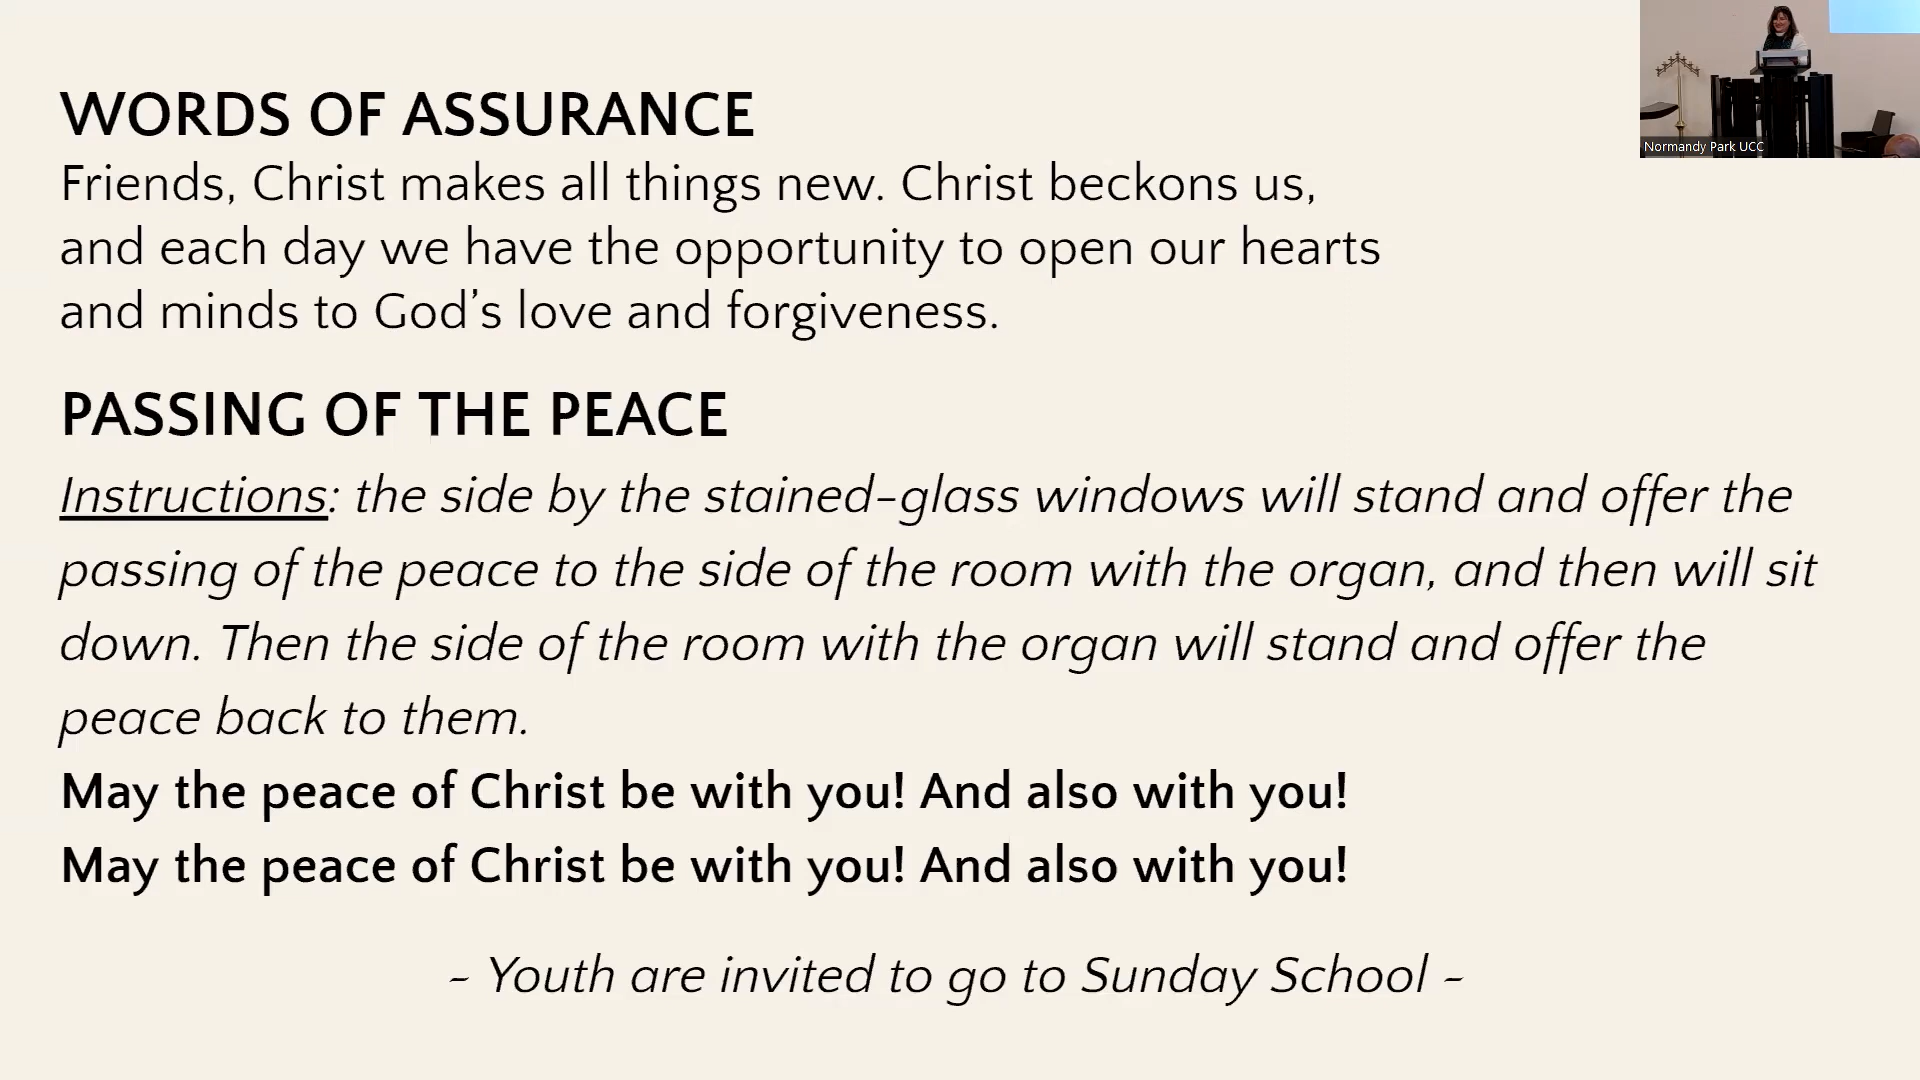 WORDS OF ASSURANCE
Friends, Christ makes all things new. Christ beckons us,
and each day we have the opportunity to open our hearts
and minds to God’s love and forgiveness.
PASSING OF THE PEACE
Instructions: the side by the stained-glass windows will stand and offer the
passing of the peace to the side of the room with the organ, and then will sit
down. Then the side of the room with the organ will stand and offer the
peace back to them.
May the peace of Christ be with you! And also with you!
May the peace of Christ be with you! And also with you!
- Youth are invited to go to Sunday School -
Normandy Park UCC